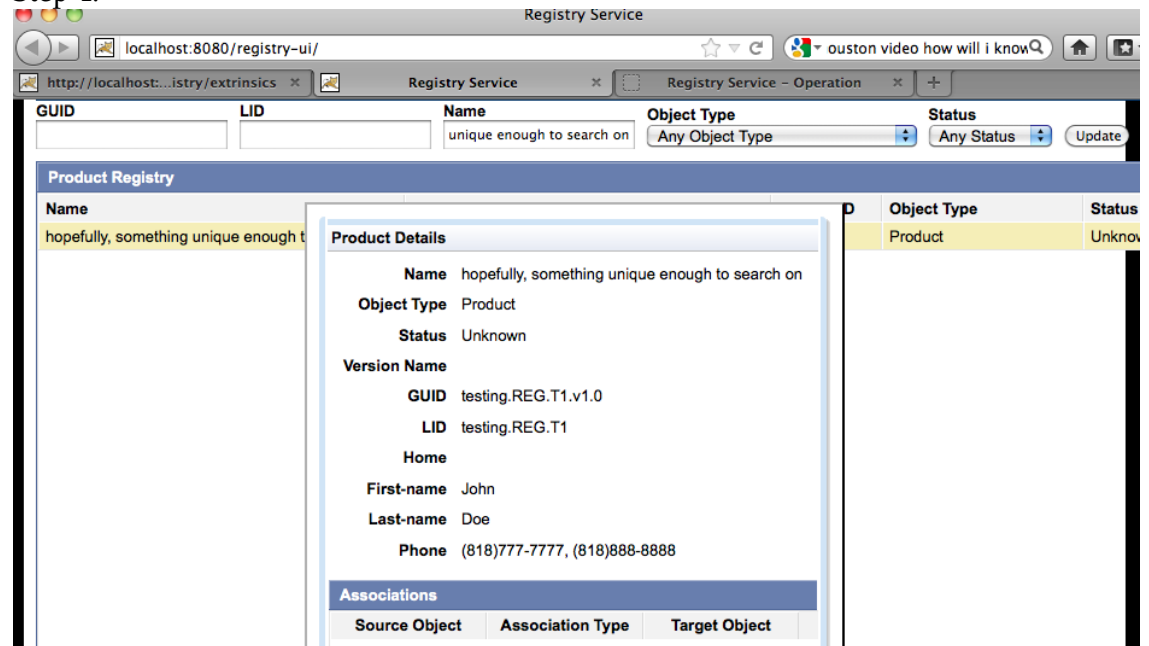 Registry Service
localhost:8080/registry-ui/
ouston video how will i know
http://localhost:...istry/extrinsics × Registry Service × Registry Service - Operation × +
GUID LID Name Object Type Status
unique enough to search on Any Object Type Any Status Update
Product Registry
Name D Object Type Status
hopefully, something unique enough t Product Unknov
Product Details
Name hopefully, something unique enough to search on
Object Type Product
Status Unknown
Version Name
GUID testing.REG.T1.v1.0
LID testing.REG.T1
Home
First-name John
Last-name Doe
Phone (818)777-7777, (818)888-8888
Associations
Source Object Association Type Target Object